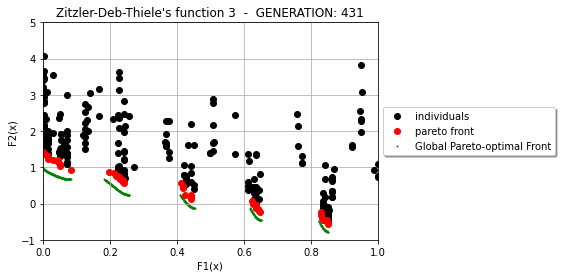 Zitzler-Deb-Thiele's function 3 - GENERATION: 431
5
4
3
2
1
0
−1
F2(x)
0.0 0.2 0.4 0.6 0.8 1.0
F1(x)
individuals
pareto front
Global Pareto-optimal Front